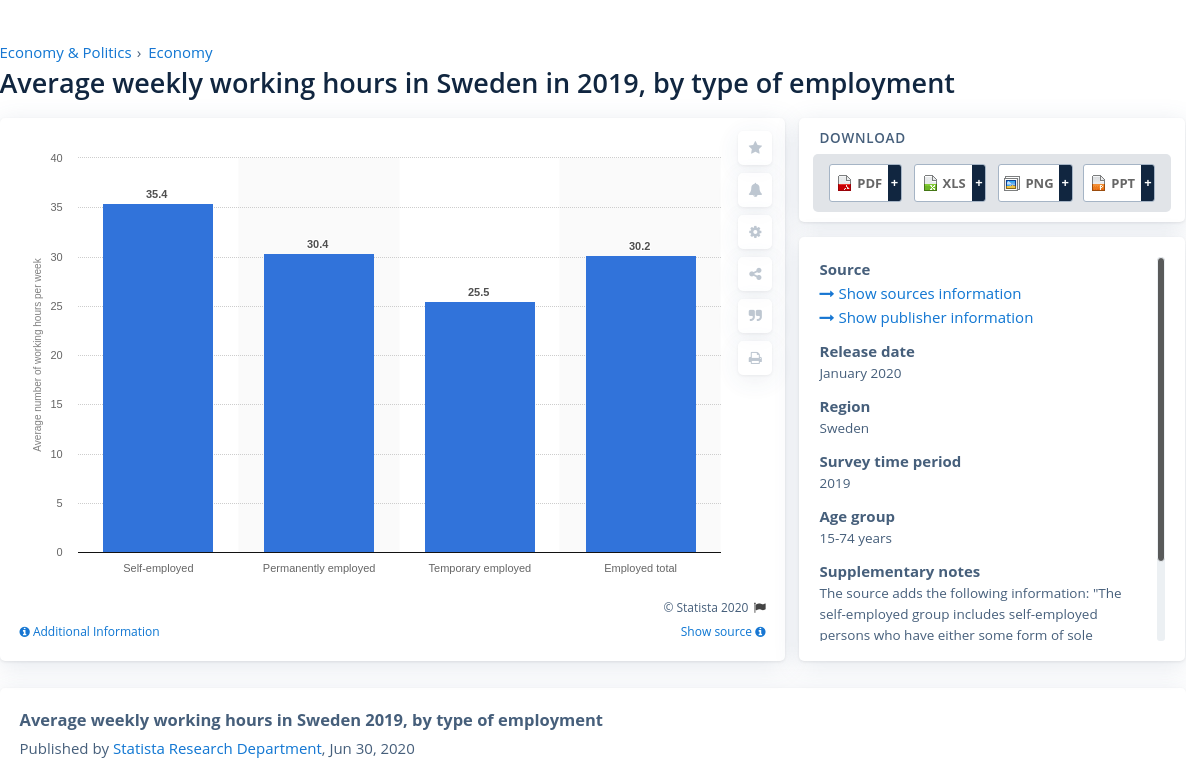 Economy & Politics › Economy
Average weekly working hours in Sweden in 2019, by type of employment
40
35
30
25
20
15
10
5
0
Average number of working hours per week
35.4
30.4
25.5
30.2
Self-employed
Permanently employed
Temporary employed
Employed total
© Statista 2020
Additional Information
Show source
DOWNLOAD
PDF +
XLS +
PNG +
PPT +
Source
Show sources information
Show publisher information
Release date
January 2020
Region
Sweden
Survey time period
2019
Age group
15-74 years
Supplementary notes
The source adds the following information: "The
self-employed group includes self-employed
persons who have either some form of sole
Average weekly working hours in Sweden 2019, by type of employment
Published by Statista Research Department, Jun 30, 2020